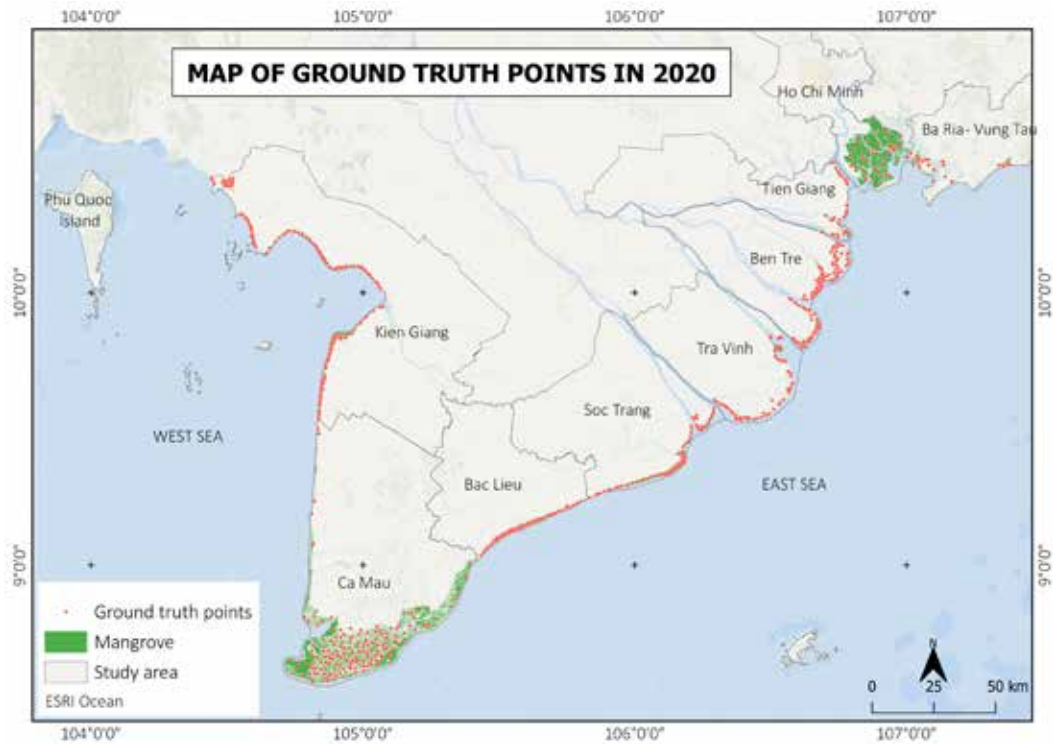 104°0'0" 105°0'0" 106°0'0" 107°0'0"
MAP OF GROUND TRUTH POINTS IN 2020
Ho Chi Minh
Ba Ria- Vung Tau
Phu Quoc
Island
Tien Giang
Ben Tre
10°0'0" 10°0'0"
Kien Giang
Tra Vinh
Soc Trang
WEST SEA
Bac Lieu
EAST SEA
9°0'0" 9°0'0"
Ca Mau
Ground truth points
Mangrove
Study area
ESRI Ocean
N
0 25 50 km
104°0'0" 105°0'0" 106°0'0" 107°0'0"